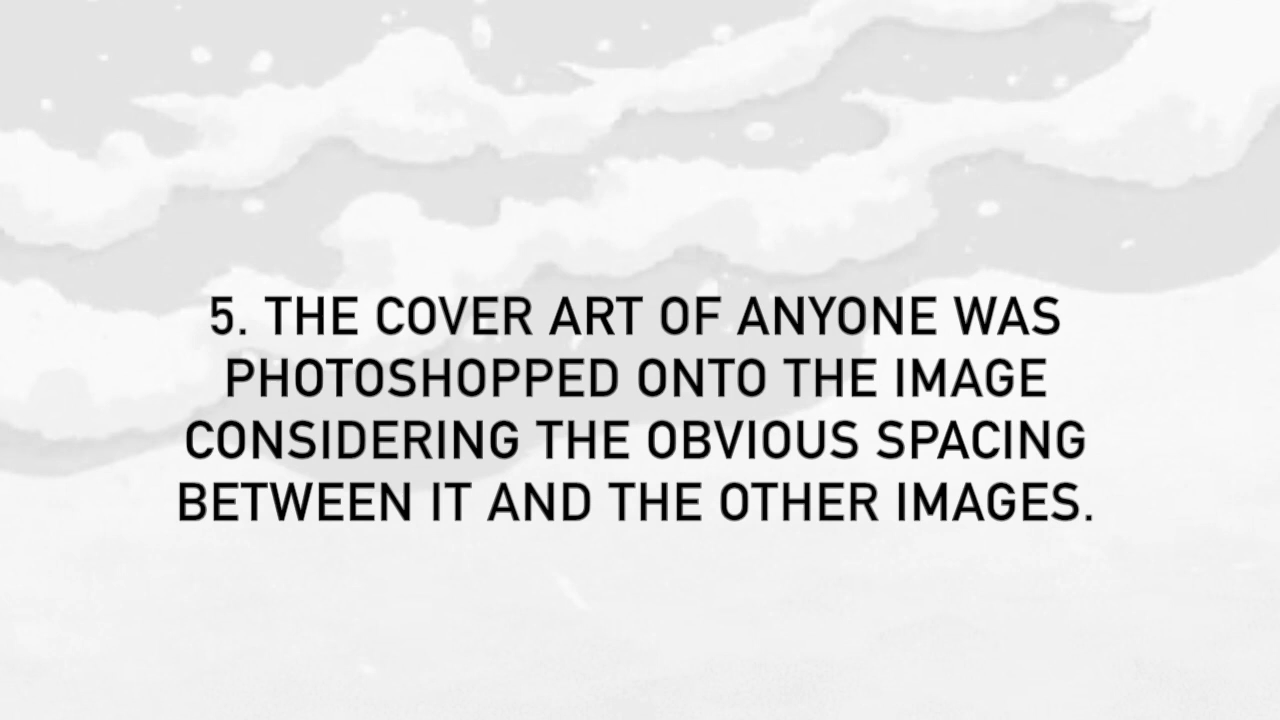 5. THE COVER ART OF ANYONE WAS
PHOTOSHOPPED ONTO THE IMAGE
CONSIDERING THE OBVIOUS SPACING
BETWEEN IT AND THE OTHER IMAGES.